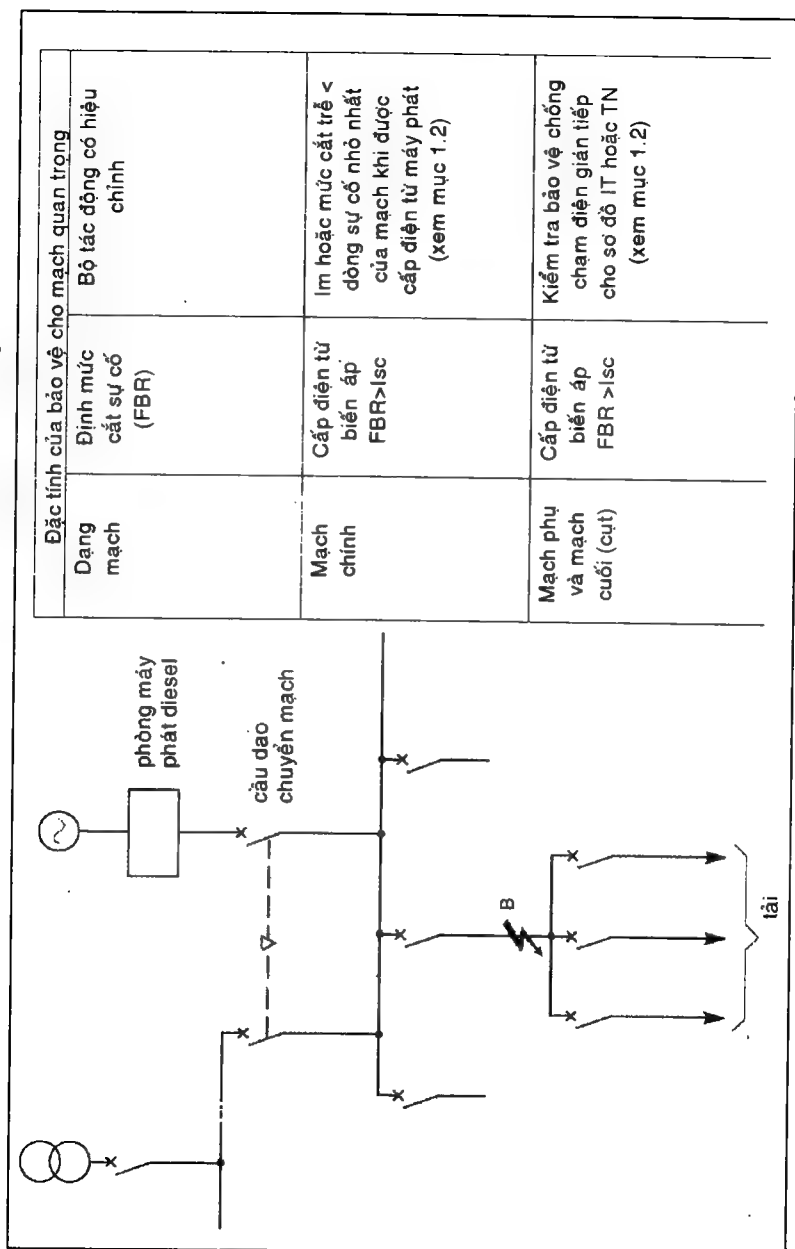 Đặc tính của bảo vệ cho mạch quan trọng
Dạng
mạch
Định mức
cắt sự cố
(FBR)
Bộ tác động có hiệu
chỉnh
Mạch
chính
Cấp điện từ
biến áp
FBR>Isc
Im hoặc mức cắt trễ <
dòng sự cố nhỏ nhất
của mạch khi được
cấp điện từ máy phát
(xem mục 1.2)
Mạch phụ
và mạch
cuối (cụt)
Cấp điện từ
biến áp
FBR >Isc
Kiểm tra bảo vệ chống
chạm điện gián tiếp
cho sơ đồ IT hoặc TN
(xem mục 1.2)
phòng máy
phát diesel
cầu dao
chuyển mạch
B
tải